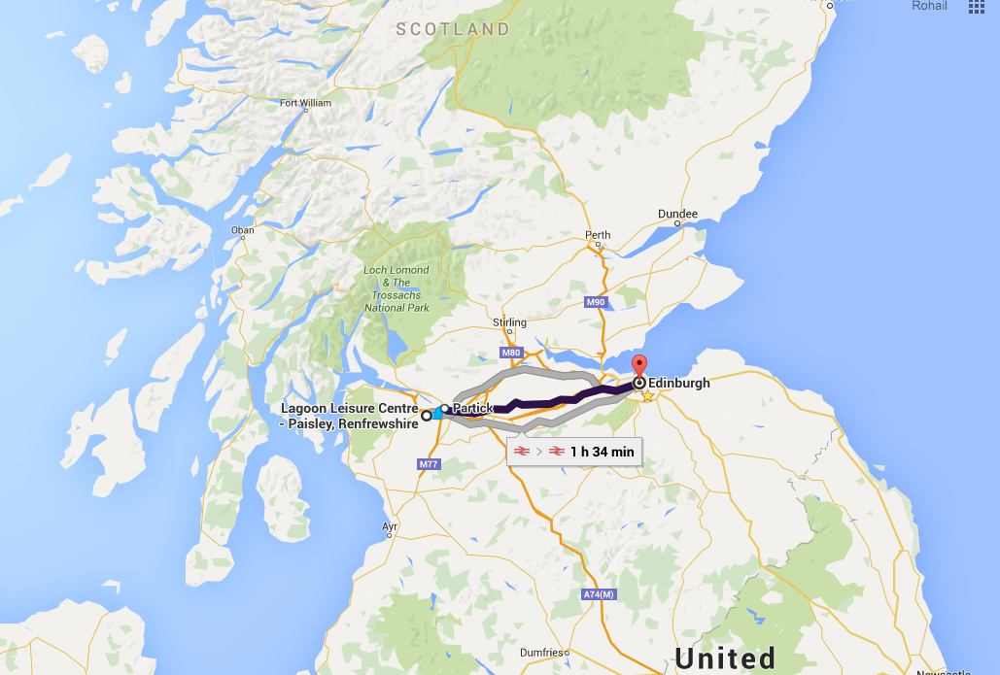 Rohail
SCOTLAND
Fort William
Dundee
Oban
Perth
Loch Lomond
& The
Trossachs
National Park
M90
Stirling
M80
Edinburgh
Lagoon Leisure Centre
- Paisley, Renfrewshire
Partick
1 h 34 min
M77
Ayr
A74(M)
Dumfries
United